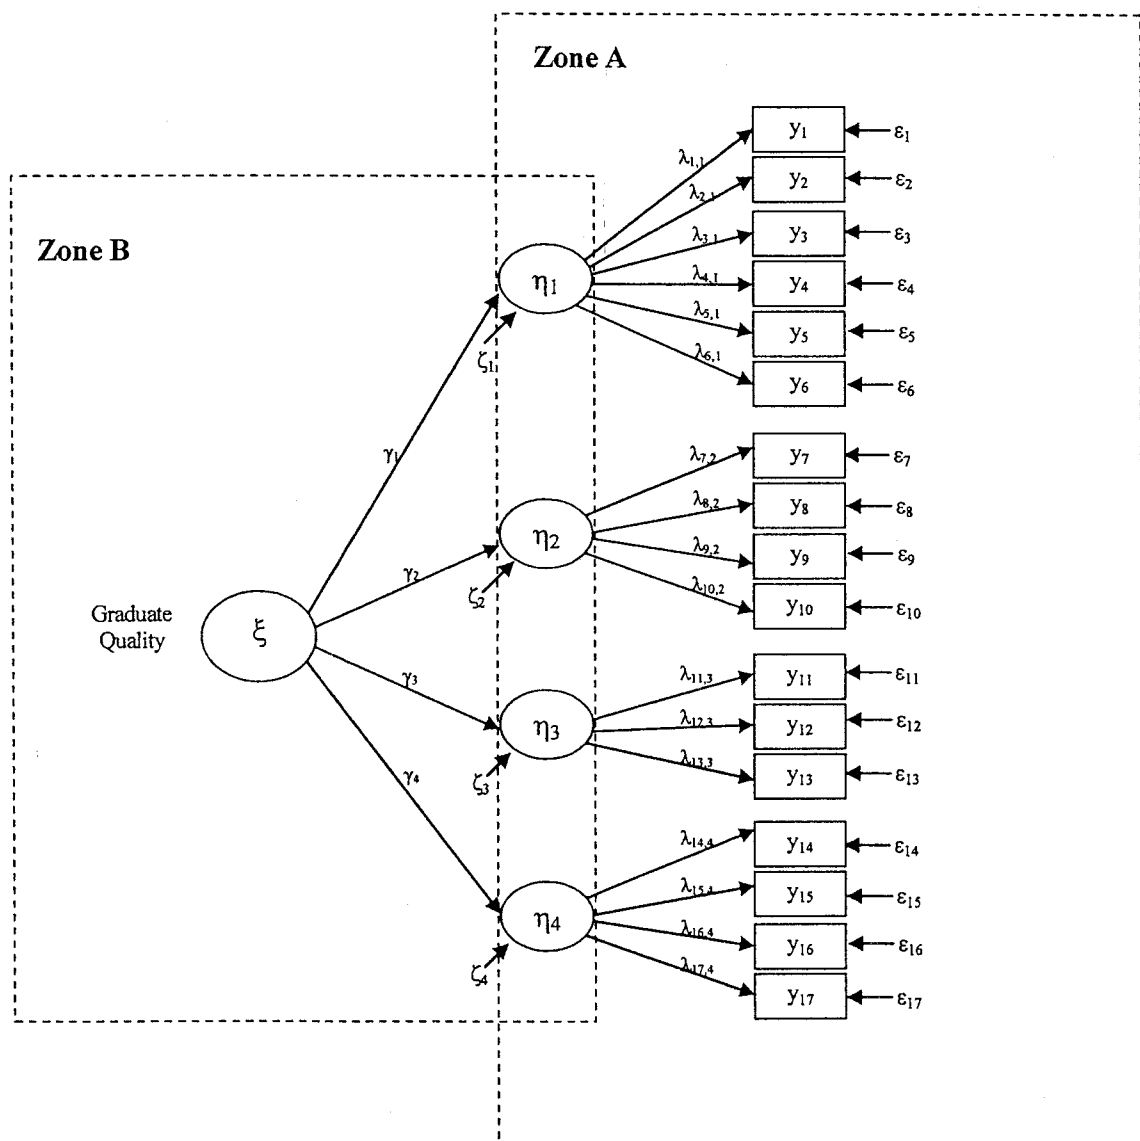 Zone A
Zone B
Graduate
Quality
ξ
γ₁
γ₂
γ₃
γ₄
η₁
η₂
η₃
η₄
ζ₁
ζ₂
ζ₃
ζ₄
λ₁,₁
λ₂,₁
λ₃,₁
λ₄,₁
λ₅,₁
λ₆,₁
λ₇,₂
λ₈,₂
λ₉,₂
λ₁₀,₂
λ₁₁,₃
λ₁₂,₃
λ₁₃,₃
λ₁₄,₄
λ₁₅,₄
λ₁₆,₄
λ₁₇,₄
y₁ ε₁
y₂ ε₂
y₃ ε₃
y₄ ε₄
y₅ ε₅
y₆ ε₆
y₇ ε₇
y₈ ε₈
y₉ ε₉
y₁₀ ε₁₀
y₁₁ ε₁₁
y₁₂ ε₁₂
y₁₃ ε₁₃
y₁₄ ε₁₄
y₁₅ ε₁₅
y₁₆ ε₁₆
y₁₇ ε₁₇